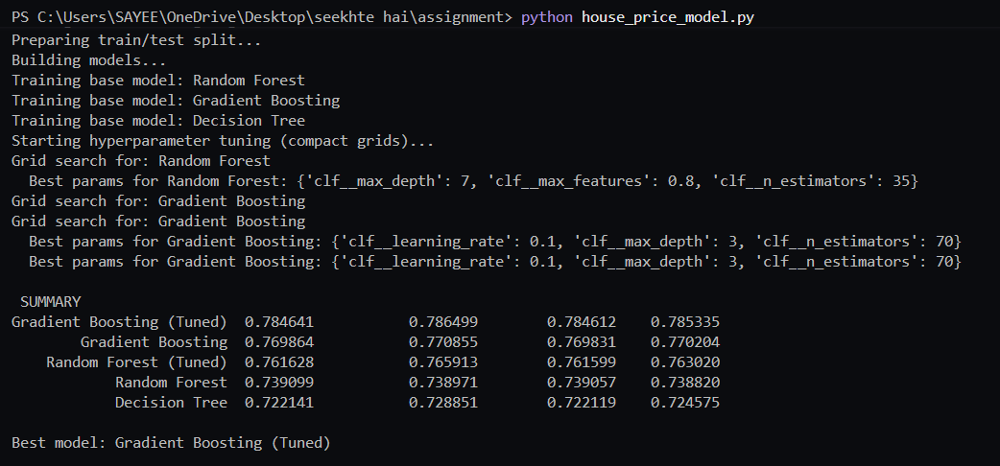 PS C:\Users\SAYEE\OneDrive\Desktop\seekhte hai\assignment> python house_price_model.py
Preparing train/test split...
Building models...
Training base model: Random Forest
Training base model: Gradient Boosting
Training base model: Decision Tree
Starting hyperparameter tuning (compact grids)...
Grid search for: Random Forest
  Best params for Random Forest: {'clf__max_depth': 7, 'clf__max_features': 0.8, 'clf__n_estimators': 35}
Grid search for: Gradient Boosting
Grid search for: Gradient Boosting
  Best params for Gradient Boosting: {'clf__learning_rate': 0.1, 'clf__max_depth': 3, 'clf__n_estimators': 70}
  Best params for Gradient Boosting: {'clf__learning_rate': 0.1, 'clf__max_depth': 3, 'clf__n_estimators': 70}
 SUMMARY
Gradient Boosting (Tuned)  0.784641           0.786499        0.784612    0.785335
        Gradient Boosting  0.769864           0.770855        0.769831    0.770204
    Random Forest (Tuned)  0.761628           0.765913        0.761599    0.763020
            Random Forest  0.739099           0.738971        0.739057    0.738820
            Decision Tree  0.722141           0.728851        0.722119    0.724575
Best model: Gradient Boosting (Tuned)